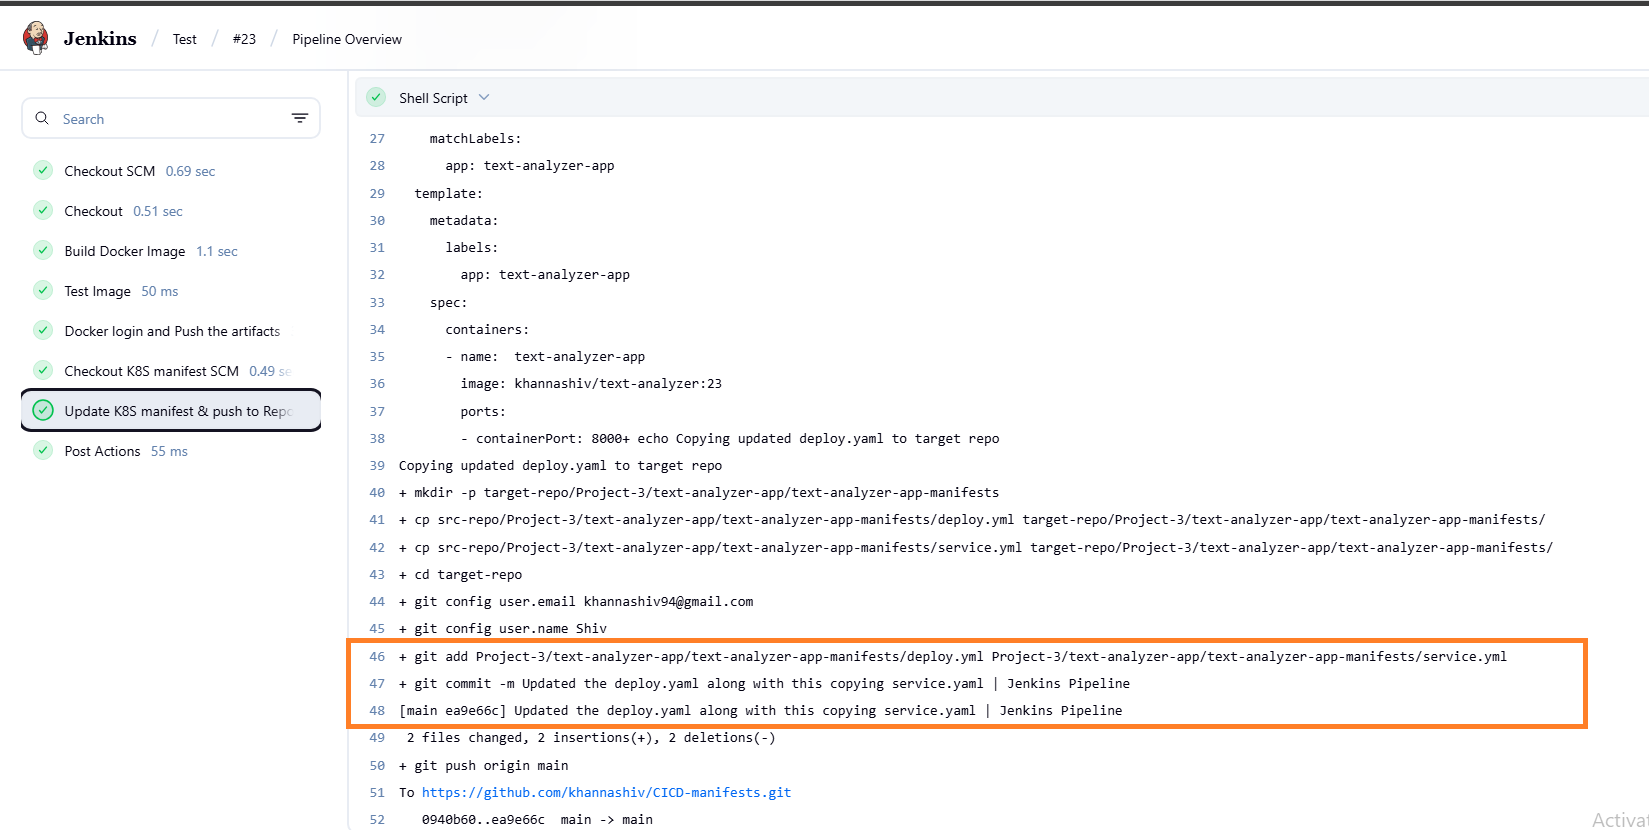 Jenkins / Test / #23 / Pipeline Overview
Search
Checkout SCM 0.69 sec
Checkout 0.51 sec
Build Docker Image 1.1 sec
Test Image 50 ms
Docker login and Push the artifacts
Checkout K8S manifest SCM 0.49 se
Update K8S manifest & push to Repo
Post Actions 55 ms
Shell Script
27 matchLabels:
28 app: text-analyzer-app
29 template:
30 metadata:
31 labels:
32 app: text-analyzer-app
33 spec:
34 containers:
35 - name:  text-analyzer-app
36 image: khannashiv/text-analyzer:23
37 ports:
38 - containerPort: 8000+ echo Copying updated deploy.yaml to target repo
39 Copying updated deploy.yaml to target repo
40 + mkdir -p target-repo/Project-3/text-analyzer-app/text-analyzer-app-manifests
41 + cp src-repo/Project-3/text-analyzer-app/text-analyzer-app-manifests/deploy.yml target-repo/Project-3/text-analyzer-app/text-analyzer-app-manifests/
42 + cp src-repo/Project-3/text-analyzer-app/text-analyzer-app-manifests/service.yml target-repo/Project-3/text-analyzer-app/text-analyzer-app-manifests/
43 + cd target-repo
44 + git config user.email khannashiv94@gmail.com
45 + git config user.name Shiv
46 + git add Project-3/text-analyzer-app/text-analyzer-app-manifests/deploy.yml Project-3/text-analyzer-app/text-analyzer-app-manifests/service.yml
47 + git commit -m Updated the deploy.yaml along with this copying service.yaml | Jenkins Pipeline
48 [main ea9e66c] Updated the deploy.yaml along with this copying service.yaml | Jenkins Pipeline
49 2 files changed, 2 insertions(+), 2 deletions(-)
50 + git push origin main
51 To https://github.com/khannashiv/CICD-manifests.git
52 0940b60..ea9e66c  main -> main
Activat